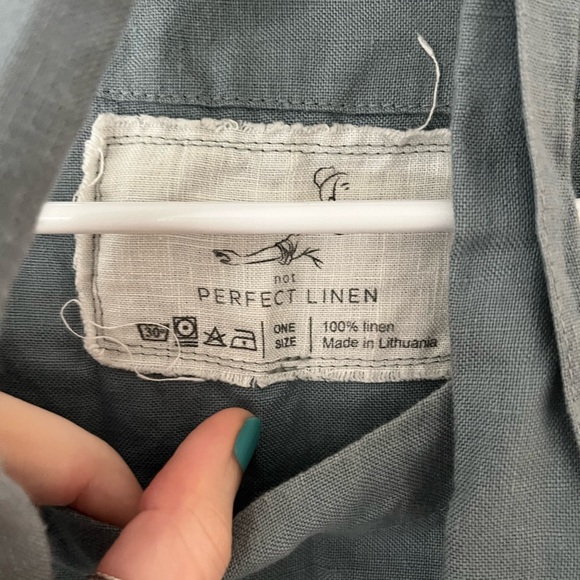 not
PERFECT LINEN
30°
ONE SIZE
100% linen
Made in Lithuania